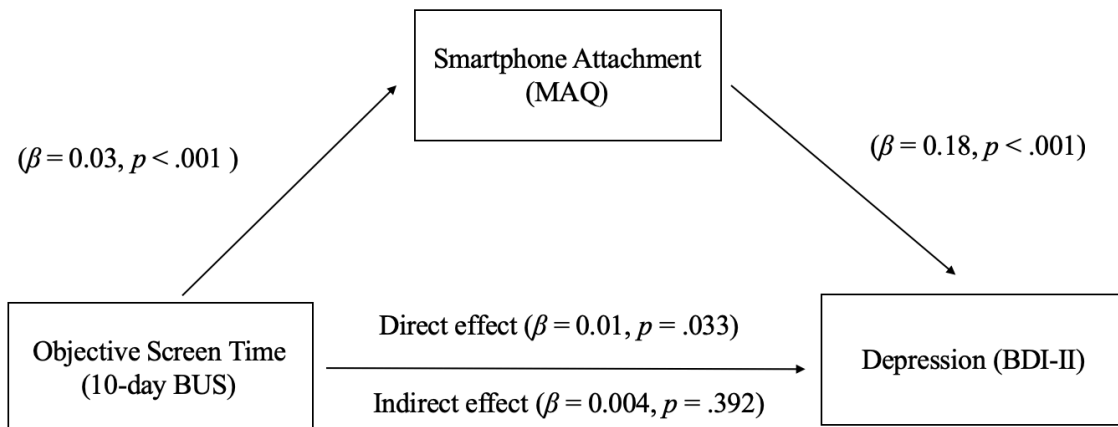 Smartphone Attachment
(MAQ)
(β = 0.03, p < .001 )
(β = 0.18, p < .001)
Objective Screen Time
(10-day BUS)
Direct effect (β = 0.01, p = .033)
Indirect effect (β = 0.004, p = .392)
Depression (BDI-II)